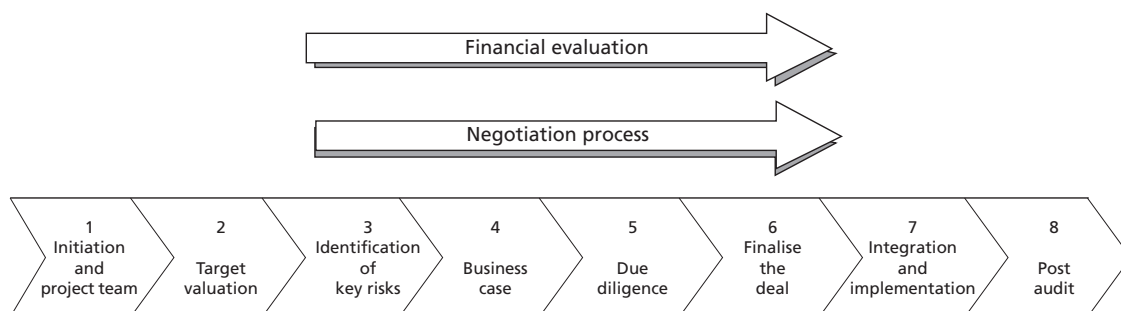 Financial evaluation
Negotiation process
1
Initiation
and
project team
2
Target
valuation
3
Identification
of
key risks
4
Business
case
5
Due
diligence
6
Finalise
the
deal
7
Integration
and
implementation
8
Post
audit